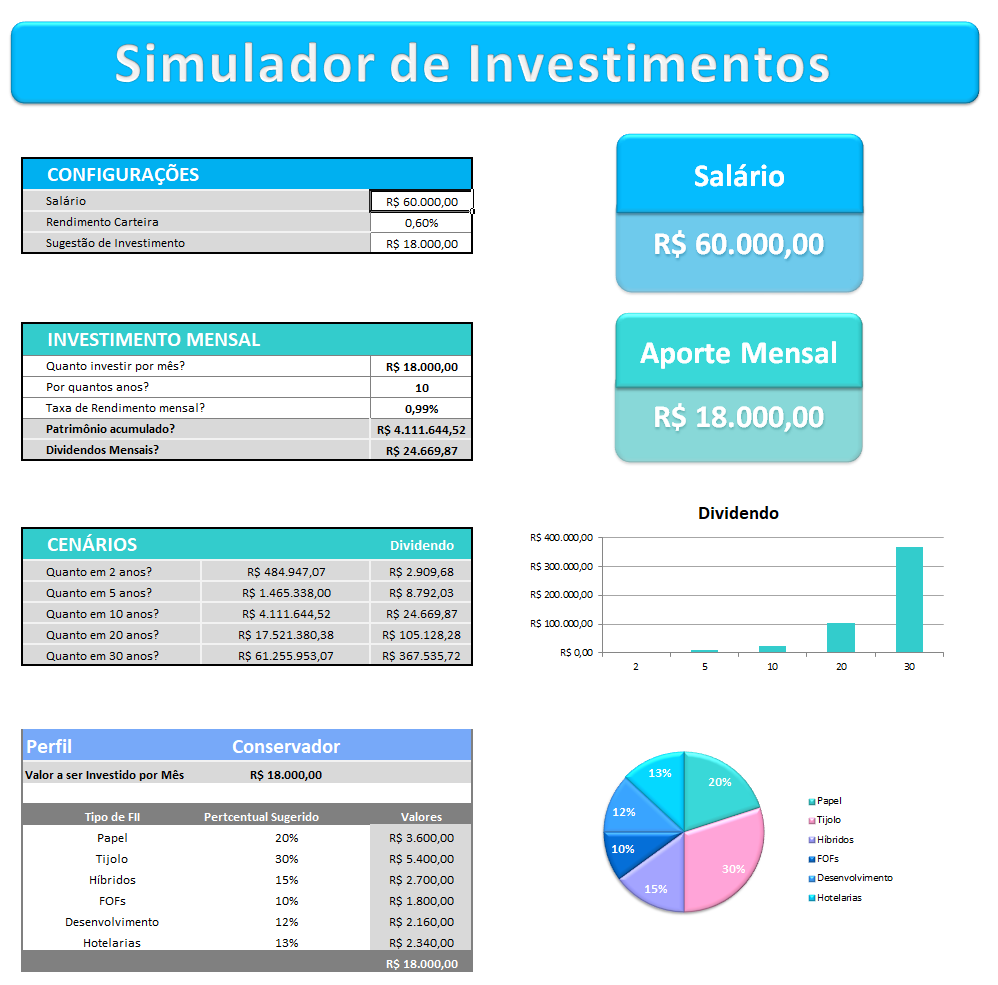 Simulador de Investimentos
CONFIGURAÇÕES
Salário R$ 60.000,00
Rendimento Carteira 0,60%
Sugestão de Investimento R$ 18.000,00
Salário
R$ 60.000,00
INVESTIMENTO MENSAL
Quanto investir por mês? R$ 18.000,00
Por quantos anos? 10
Taxa de Rendimento mensal? 0,99%
Patrimônio acumulado? R$ 4.111.644,52
Dividendos Mensais? R$ 24.669,87
Aporte Mensal
R$ 18.000,00
CENÁRIOS Dividendo
Quanto em 2 anos? R$ 484.947,07 R$ 2.909,68
Quanto em 5 anos? R$ 1.465.338,00 R$ 8.792,03
Quanto em 10 anos? R$ 4.111.644,52 R$ 24.669,87
Quanto em 20 anos? R$ 17.521.380,38 R$ 105.128,28
Quanto em 30 anos? R$ 61.255.953,07 R$ 367.535,72
Dividendo
R$ 400.000,00
R$ 300.000,00
R$ 200.000,00
R$ 100.000,00
R$ 0,00
2 5 10 20 30
Perfil Conservador
Valor a ser Investido por Mês R$ 18.000,00
Tipo de FII Pertcentual Sugerido Valores
Papel 20% R$ 3.600,00
Tijolo 30% R$ 5.400,00
Híbridos 15% R$ 2.700,00
FOFs 10% R$ 1.800,00
Desenvolvimento 12% R$ 2.160,00
Hotelarias 13% R$ 2.340,00
R$ 18.000,00
13% 20%
12%
10%
15% 30%
Papel
Tijolo
Híbridos
FOFs
Desenvolvimento
Hotelarias